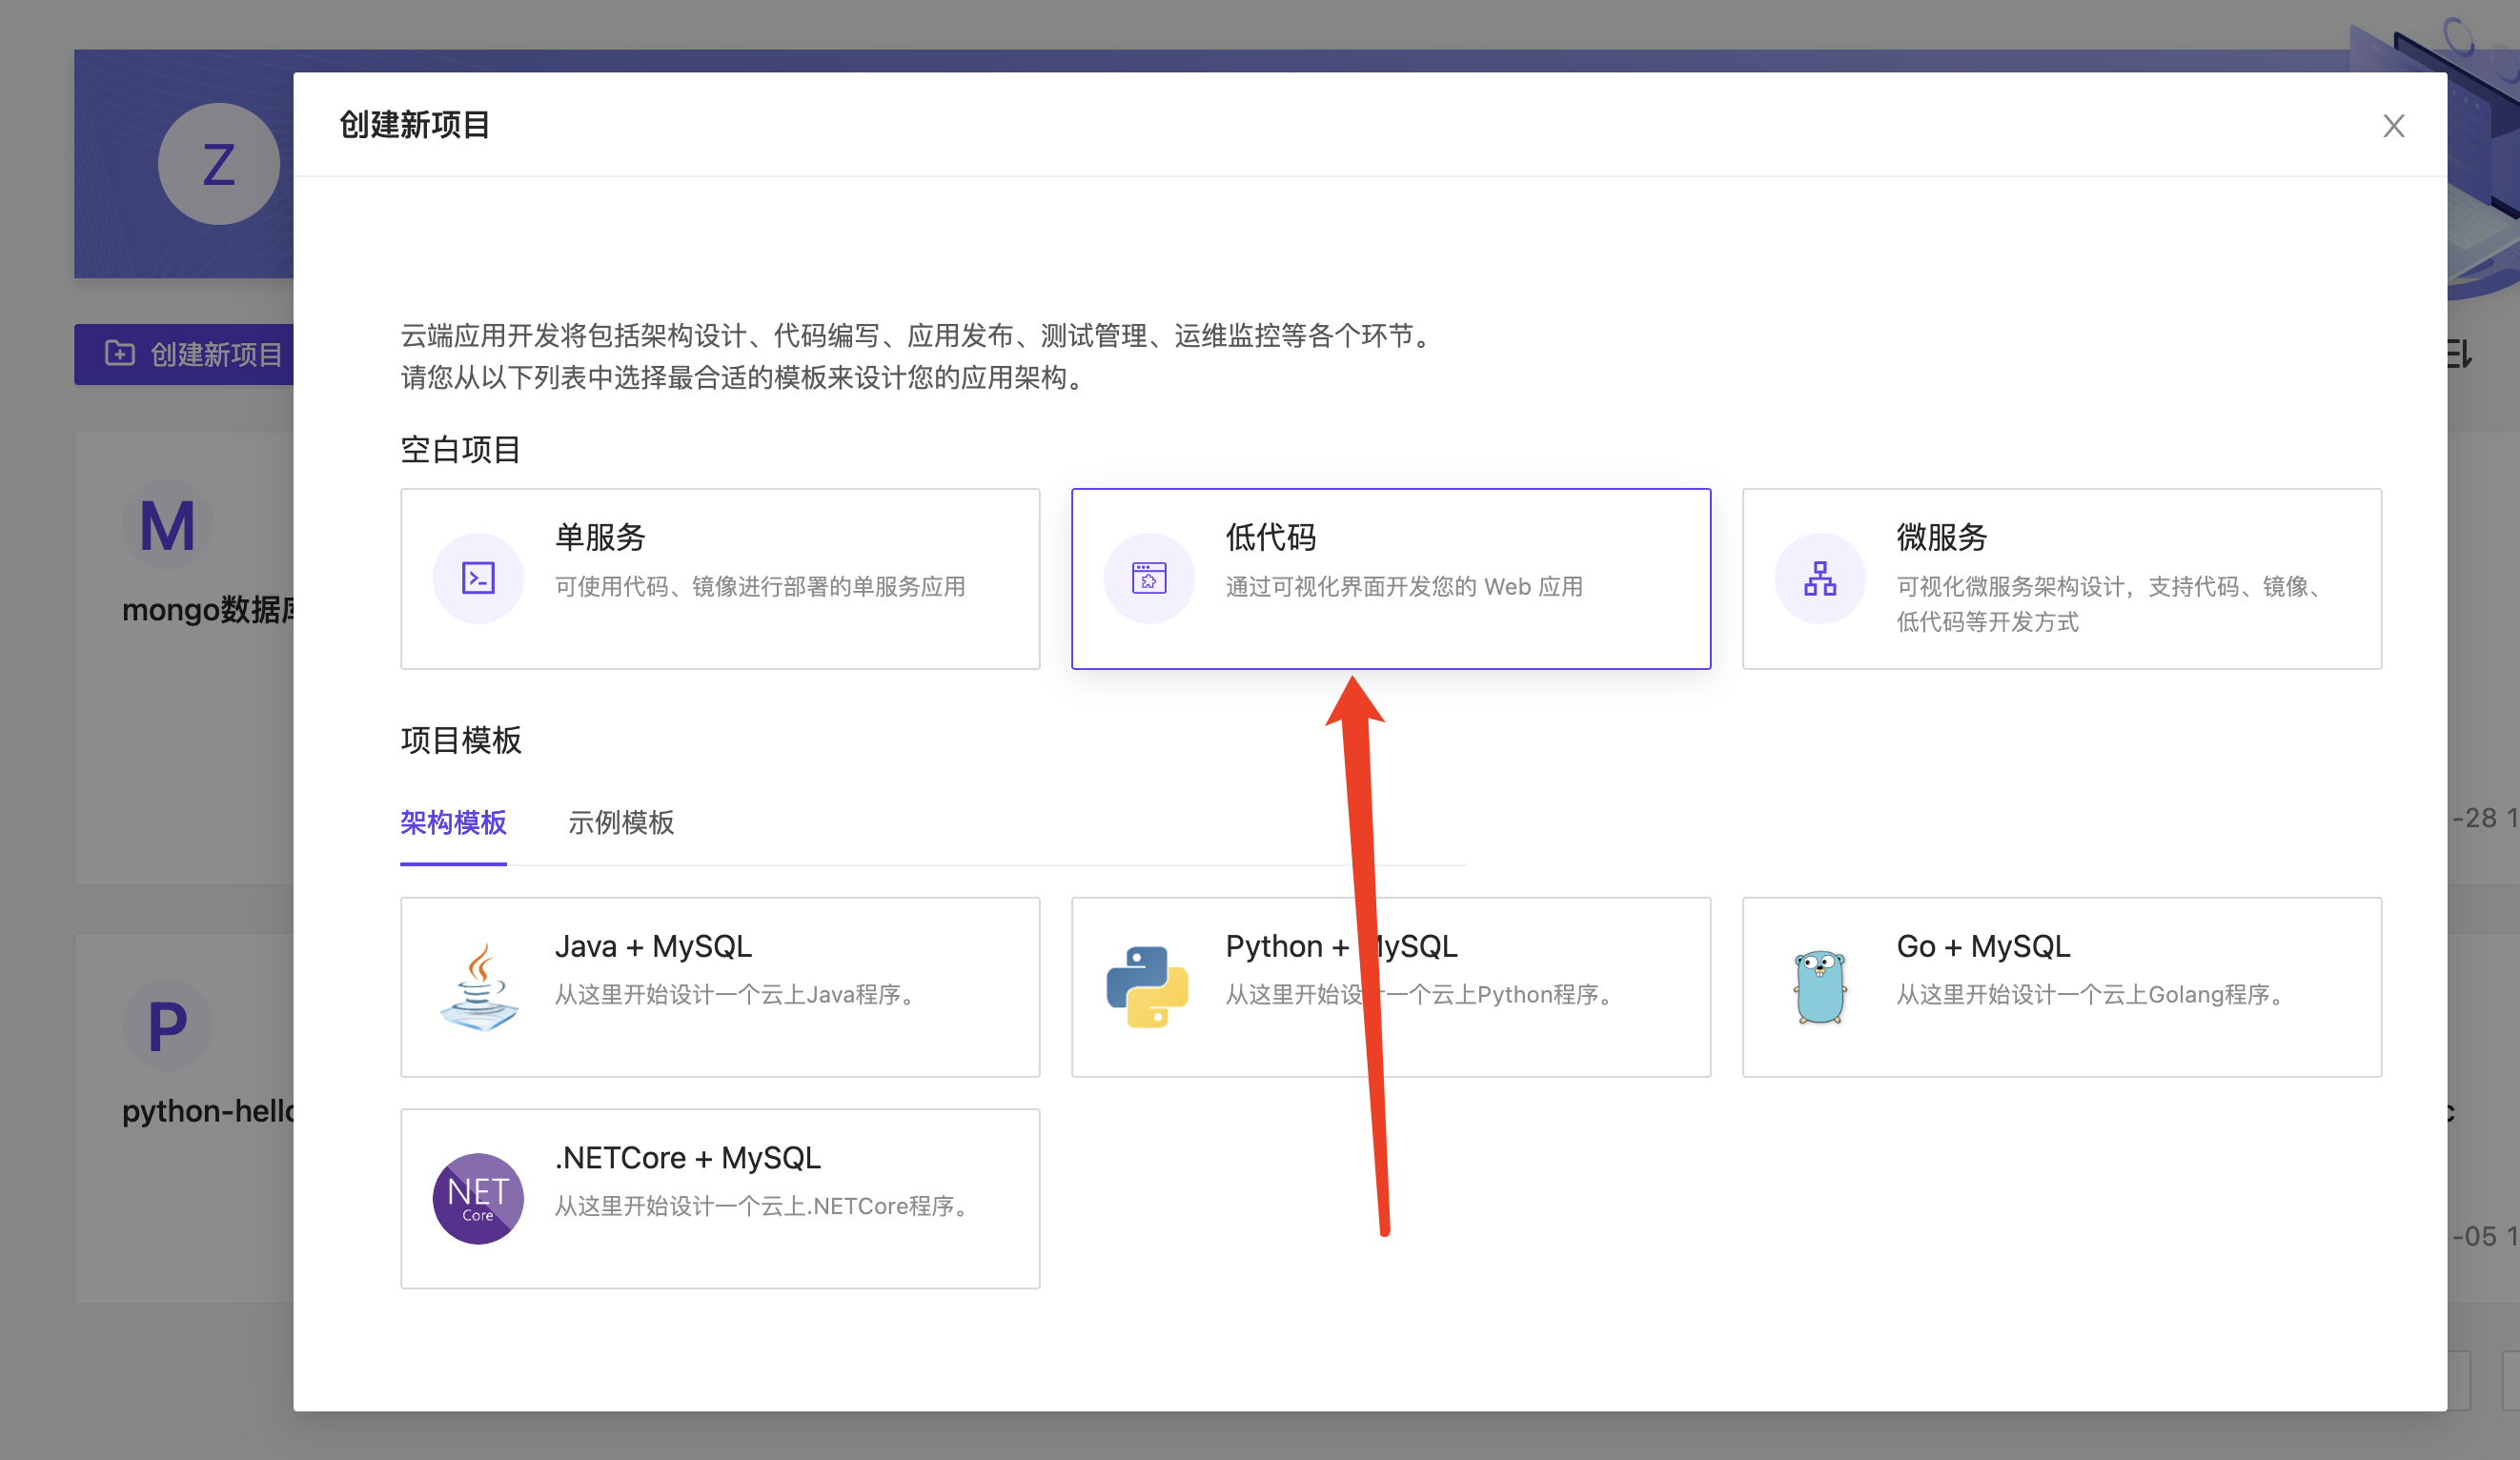 Z
创建新项目
X
云端应用开发将包括架构设计、代码编写、应用发布、测试管理、运维监控等各个环节。
请您从以下列表中选择最合适的模板来设计您的应用架构。
创建新项目
空白项目
单服务
可使用代码、镜像进行部署的单服务应用
低代码
通过可视化界面开发您的 Web 应用
微服务
可视化微服务架构设计，支持代码、镜像、
低代码等开发方式
M
mongo数据库
项目模板
架构模板
示例模板
-28 1
Java + MySQL
从这里开始设计一个云上Java程序。
Python + MySQL
从这里开始设计一个云上Python程序。
Go + MySQL
从这里开始设计一个云上Golang程序。
P
python-hello
.NETCore + MySQL
从这里开始设计一个云上.NETCore程序。
NET
Core
-05 1